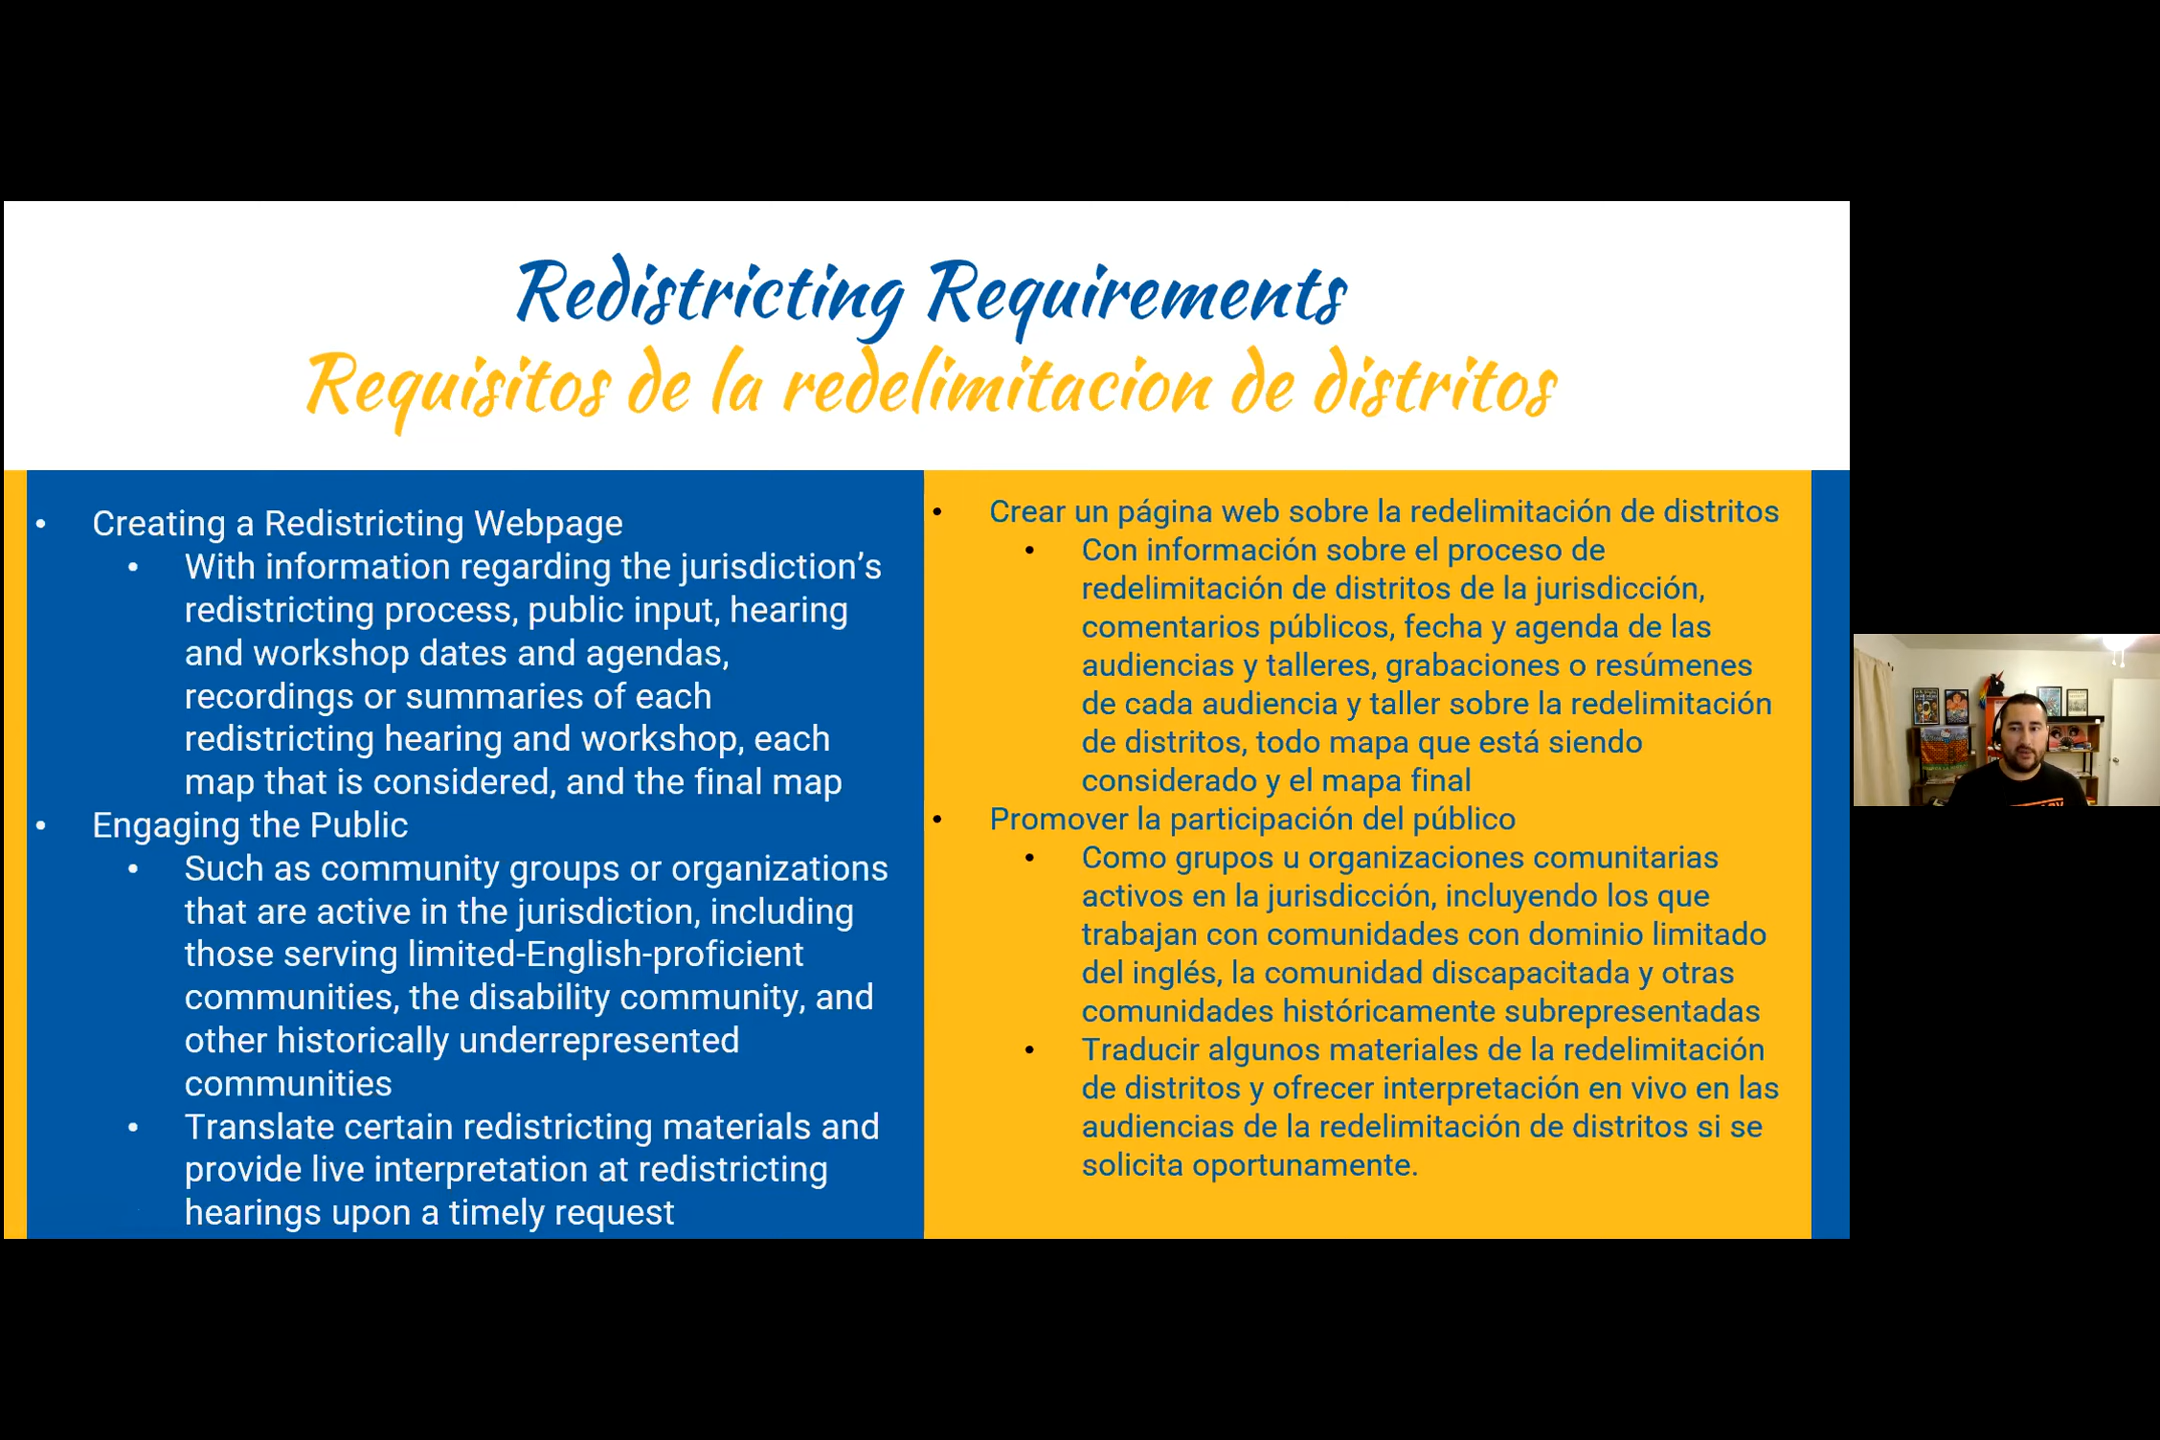 Redistricting Requirements
Requisitos de la redelimitacion de distritos
• Creating a Redistricting Webpage
• With information regarding the jurisdiction’s
redistricting process, public input, hearing
and workshop dates and agendas,
recordings or summaries of each
redistricting hearing and workshop, each
map that is considered, and the final map
• Engaging the Public
• Such as community groups or organizations
that are active in the jurisdiction, including
those serving limited-English-proficient
communities, the disability community, and
other historically underrepresented
communities
• Translate certain redistricting materials and
provide live interpretation at redistricting
hearings upon a timely request
• Crear un página web sobre la redelimitación de distritos
• Con información sobre el proceso de
redelimitación de distritos de la jurisdicción,
comentarios públicos, fecha y agenda de las
audiencias y talleres, grabaciones o resúmenes
de cada audiencia y taller sobre la redelimitación
de distritos, todo mapa que está siendo
considerado y el mapa final
• Promover la participación del público
• Como grupos u organizaciones comunitarias
activos en la jurisdicción, incluyendo los que
trabajan con comunidades con dominio limitado
del inglés, la comunidad discapacitada y otras
comunidades históricamente subrepresentadas
• Traducir algunos materiales de la redelimitación
de distritos y ofrecer interpretación en vivo en las
audiencias de la redelimitación de distritos si se
solicita oportunamente.